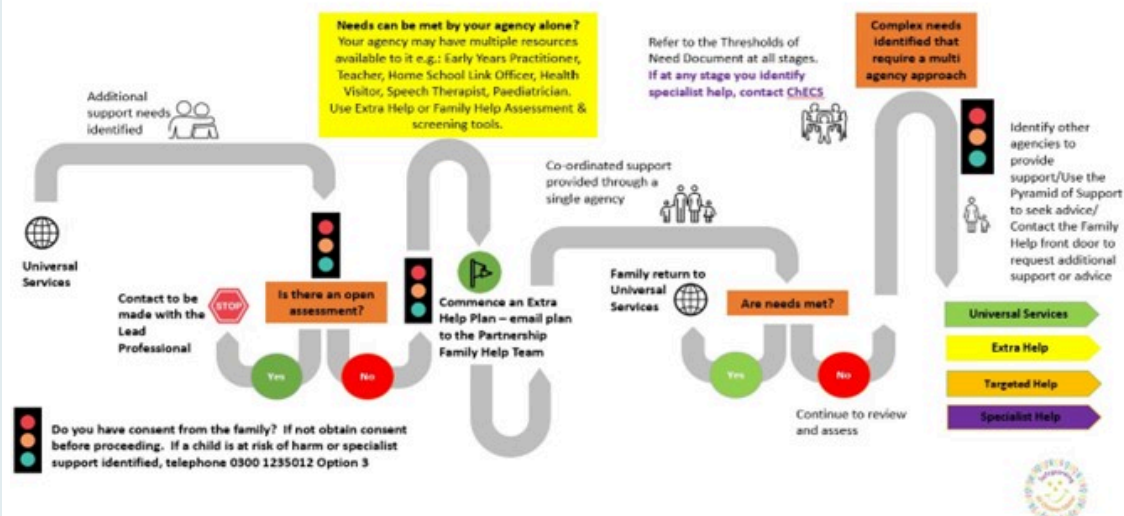 Needs can be met by your agency alone?
Your agency may have multiple resources
available to it e.g.: Early Years Practitioner,
Teacher, Home School Link Officer, Health
Visitor, Speech Therapist, Paediatrician.
Use Extra Help or Family Help Assessment &
screening tools.
Refer to the Thresholds of
Need Document at all stages.
If at any stage you identify
specialist help, contact ChECS
Complex needs
identified that
require a multi
agency approach
Additional
support needs
identified
Identify other
agencies to
provide
support/Use the
Pyramid of Support
to seek advice/
Contact the Family
Help front door to
request additional
support or advice
Co-ordinated support
provided through a
single agency
Universal
Services
Contact to be
made with the
Lead
Professional
STOP
Is there an open
assessment?
Yes
No
Commence an Extra
Help Plan – email plan
to the Partnership
Family Help Team
Family return to
Universal
Services
Are needs met?
Yes
No
Continue to review
and assess
Universal Services
Extra Help
Targeted Help
Specialist Help
Do you have consent from the family? If not obtain consent
before proceeding. If a child is at risk of harm or specialist
support identified, telephone 0300 1235012 Option 3